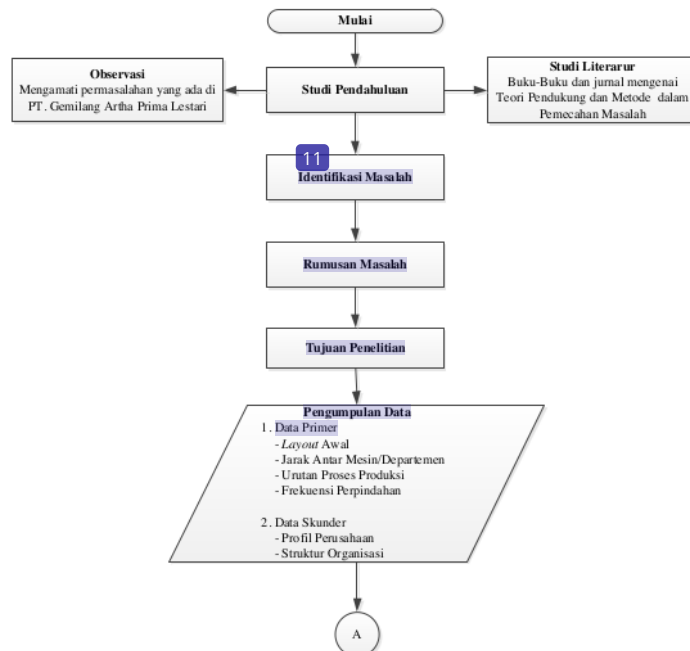 Mulai
Observasi
Mengamati permasalahan yang ada di
PT. Gemilang Artha Prima Lestari
Studi Pendahuluan
Studi Literarur
Buku-Buku dan jurnal mengenai
Teori Pendukung dan Metode dalam
Pemecahan Masalah
11
Identifikasi Masalah
Rumusan Masalah
Tujuan Penelitian
Pengumpulan Data
1. Data Primer
- Layout Awal
- Jarak Antar Mesin/Departemen
- Urutan Proses Produksi
- Frekuensi Perpindahan
2. Data Skunder
- Profil Perusahaan
- Struktur Organisasi
A